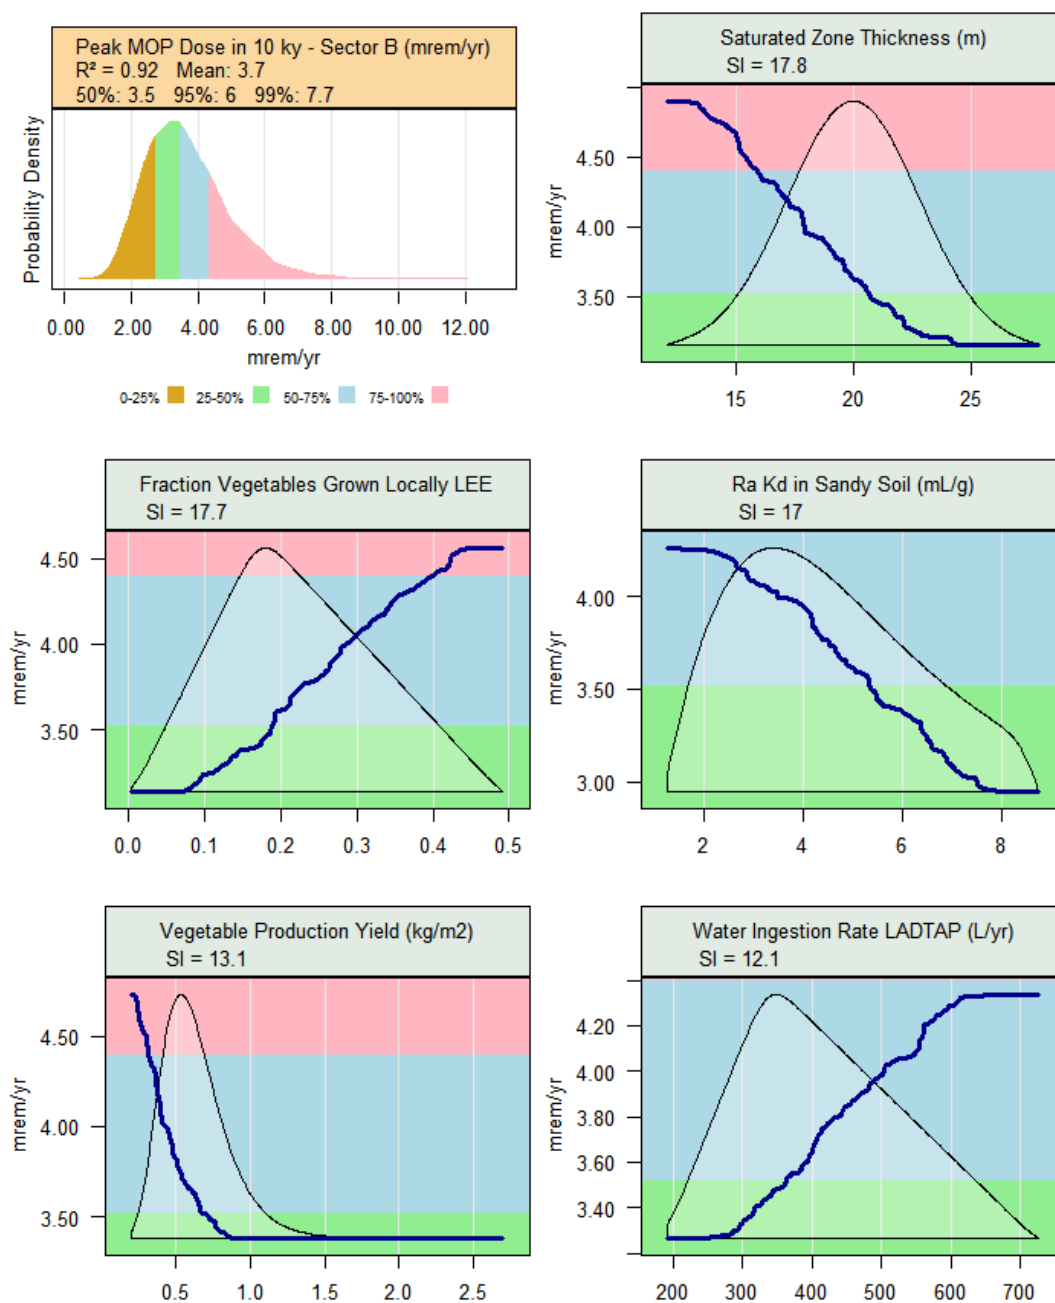 Peak MOP Dose in 10 ky - Sector B (mrem/yr)
R² = 0.92 Mean: 3.7
50%: 3.5 95%: 6 99%: 7.7
Probability Density
0.00 2.00 4.00 6.00 8.00 10.00 12.00
mrem/yr
0-25% 25-50% 50-75% 75-100%
Saturated Zone Thickness (m)
SI = 17.8
4.50
4.00
3.50
mrem/yr
15 20 25
Fraction Vegetables Grown Locally LEE
SI = 17.7
4.50
4.00
3.50
mrem/yr
0.0 0.1 0.2 0.3 0.4 0.5
Ra Kd in Sandy Soil (mL/g)
SI = 17
4.00
3.50
3.00
mrem/yr
2 4 6 8
Vegetable Production Yield (kg/m2)
SI = 13.1
4.50
4.00
3.50
mrem/yr
0.5 1.0 1.5 2.0 2.5
Water Ingestion Rate LADTAP (L/yr)
SI = 12.1
4.20
4.00
3.80
3.60
3.40
mrem/yr
200 300 400 500 600 700